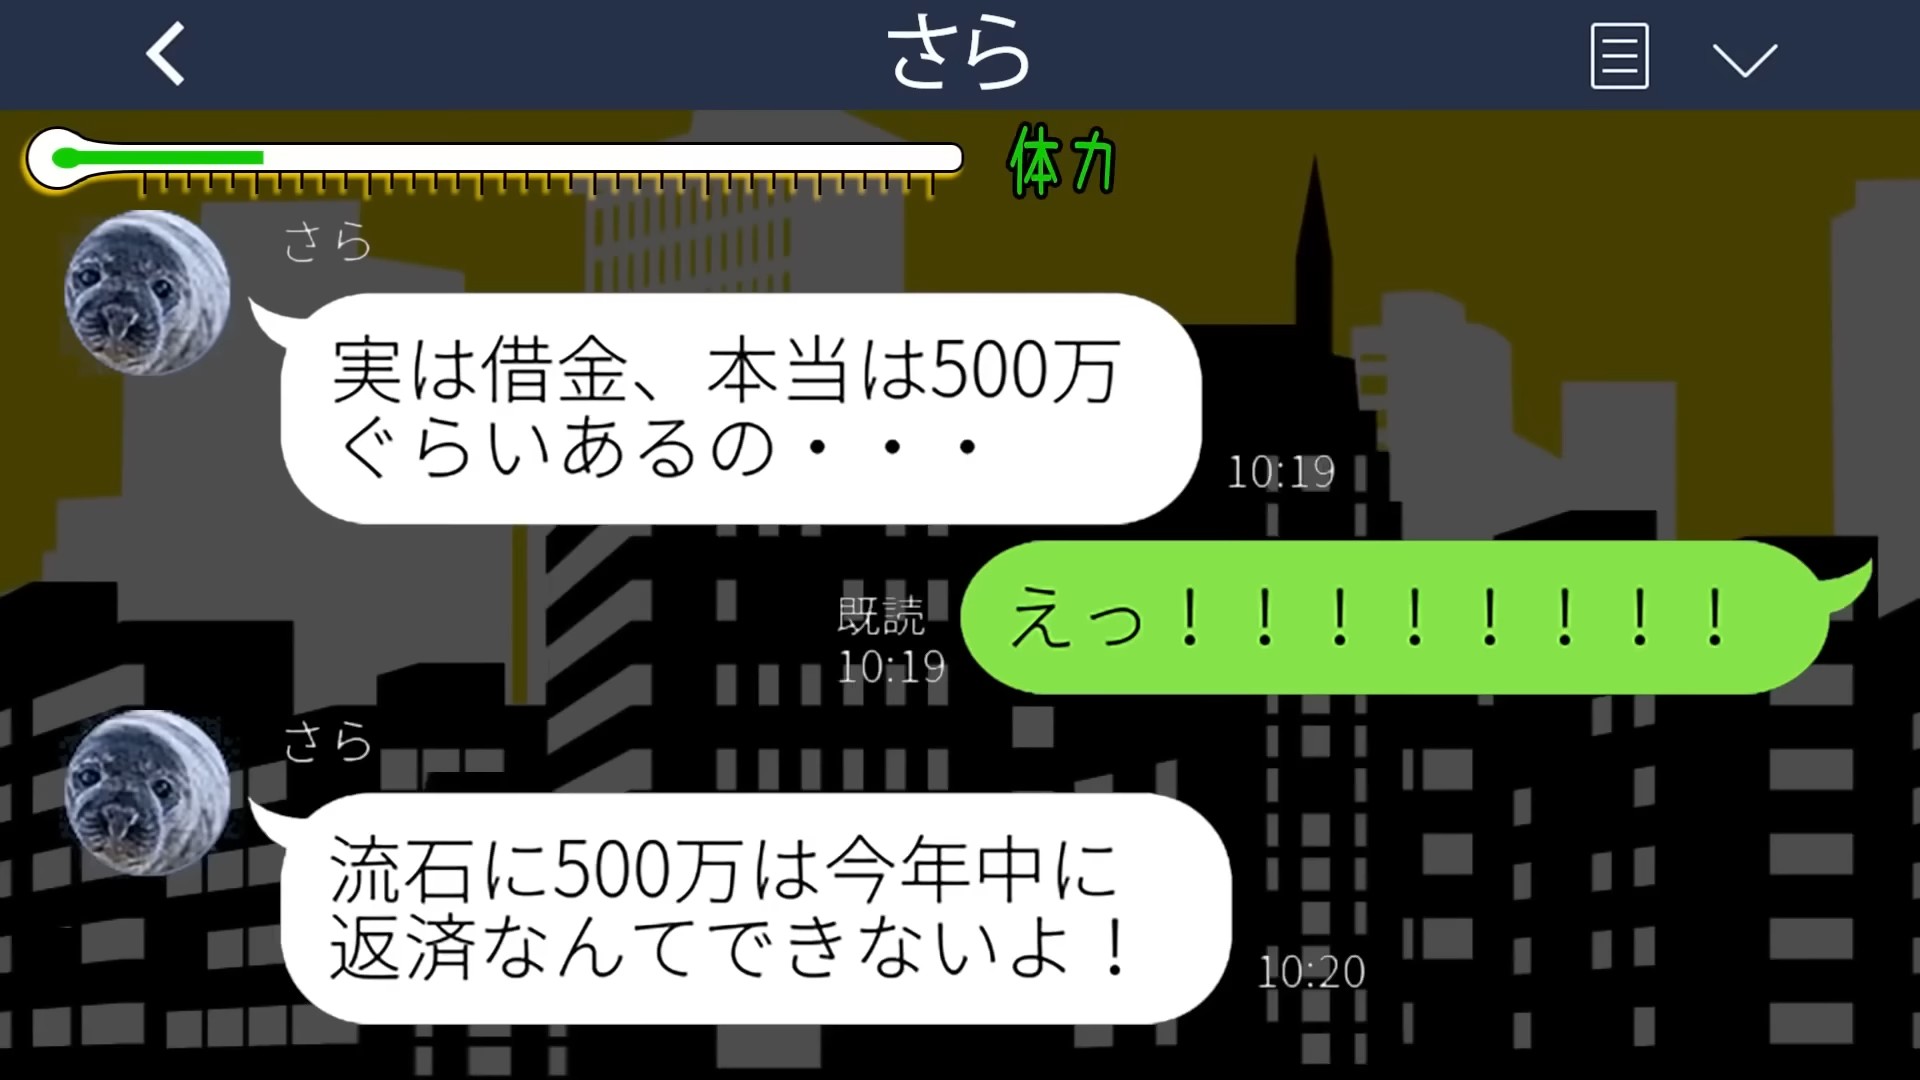 さら
体力
さら
実は借金、本当は500万
ぐらいあるの・・・
10:19
えっ！！！！！！！！
既読
10:19
さら
流石に500万は今年中に
返済なんてできないよ！
10:20